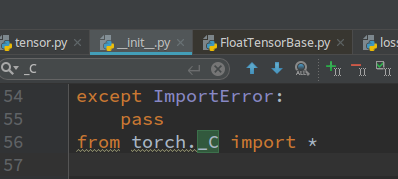 tensor.py × __init__.py × FloatTensorBase.py × los
_C
54 except ImportError:
55 pass
56 from torch._C import *
57